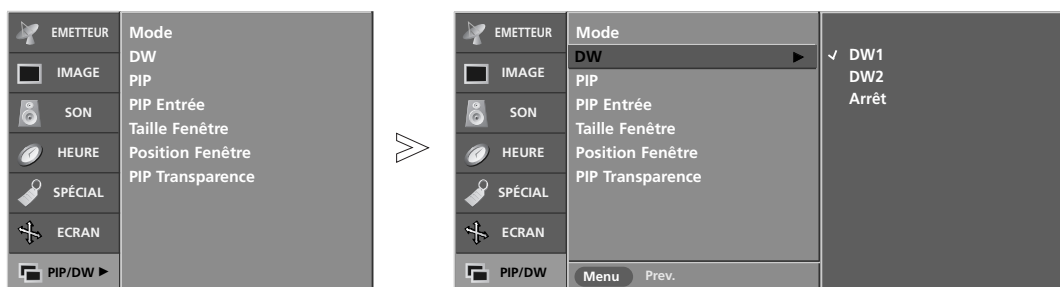 EMETTEUR
IMAGE
SON
HEURE
SPÉCIAL
ECRAN
PIP/DW ►
Mode
DW
PIP
PIP Entrée
Taille Fenêtre
Position Fenêtre
PIP Transparence
EMETTEUR
IMAGE
SON
HEURE
SPÉCIAL
ECRAN
PIP/DW
Mode
DW ►
PIP
PIP Entrée
Taille Fenêtre
Position Fenêtre
PIP Transparence
Menu Prev.
✓ DW1
DW2
Arrêt